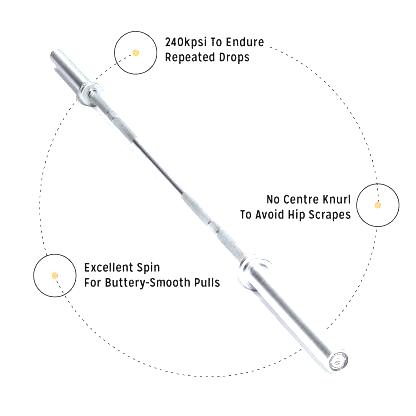 240kpsi To Endure
Repeated Drops
No Centre Knurl
To Avoid Hip Scrapes
Excellent Spin
For Buttery-Smooth Pulls